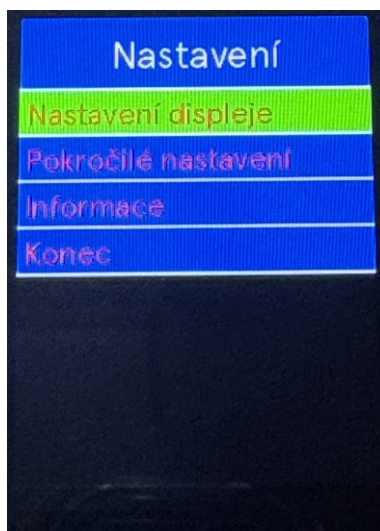 Nastavení
Nastavení displeje
Pokročilé nastavení
Informace
Konec